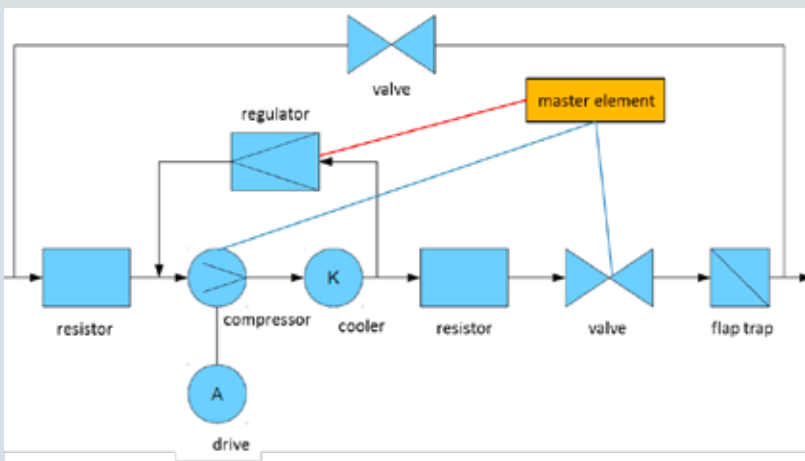 valve
master element
regulator
K
resistor
compressor
cooler
resistor
valve
flap trap
A
drive